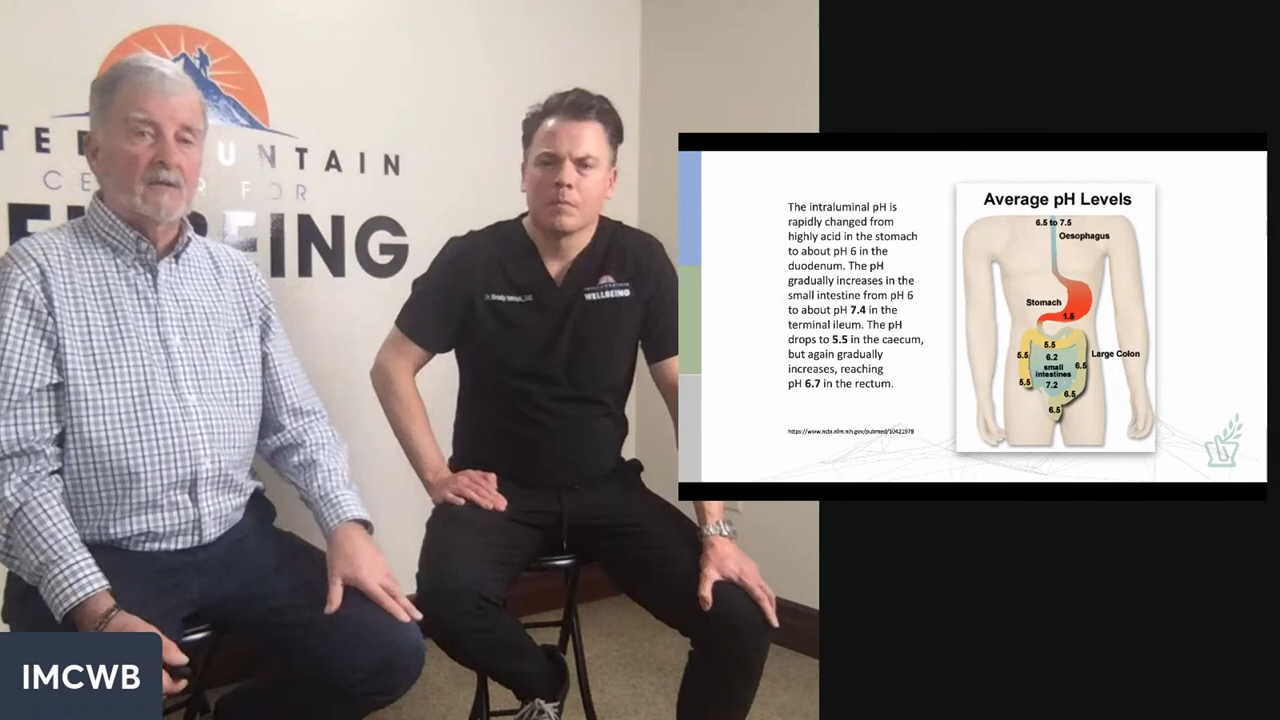 TER UNTAIN
CE R FOR
EING
WELLBEING
IMCWB
The intraluminal pH is
rapidly changed from
highly acid in the stomach
to about pH 6 in the
duodenum. The pH
gradually increases in the
small intestine from pH 6
to about pH 7.4 in the
terminal ileum. The pH
drops to 5.5 in the caecum,
but again gradually
increases, reaching
pH 6.7 in the rectum.
https://www.ncbi.nlm.nih.gov/pubmed/10421978
Average pH Levels
6.5 to 7.5
Oesophagus
Stomach
1.5
5.5
5.5
6.2
Large Colon
6.5
small
intestines
5.5
7.2
6.5
6.5